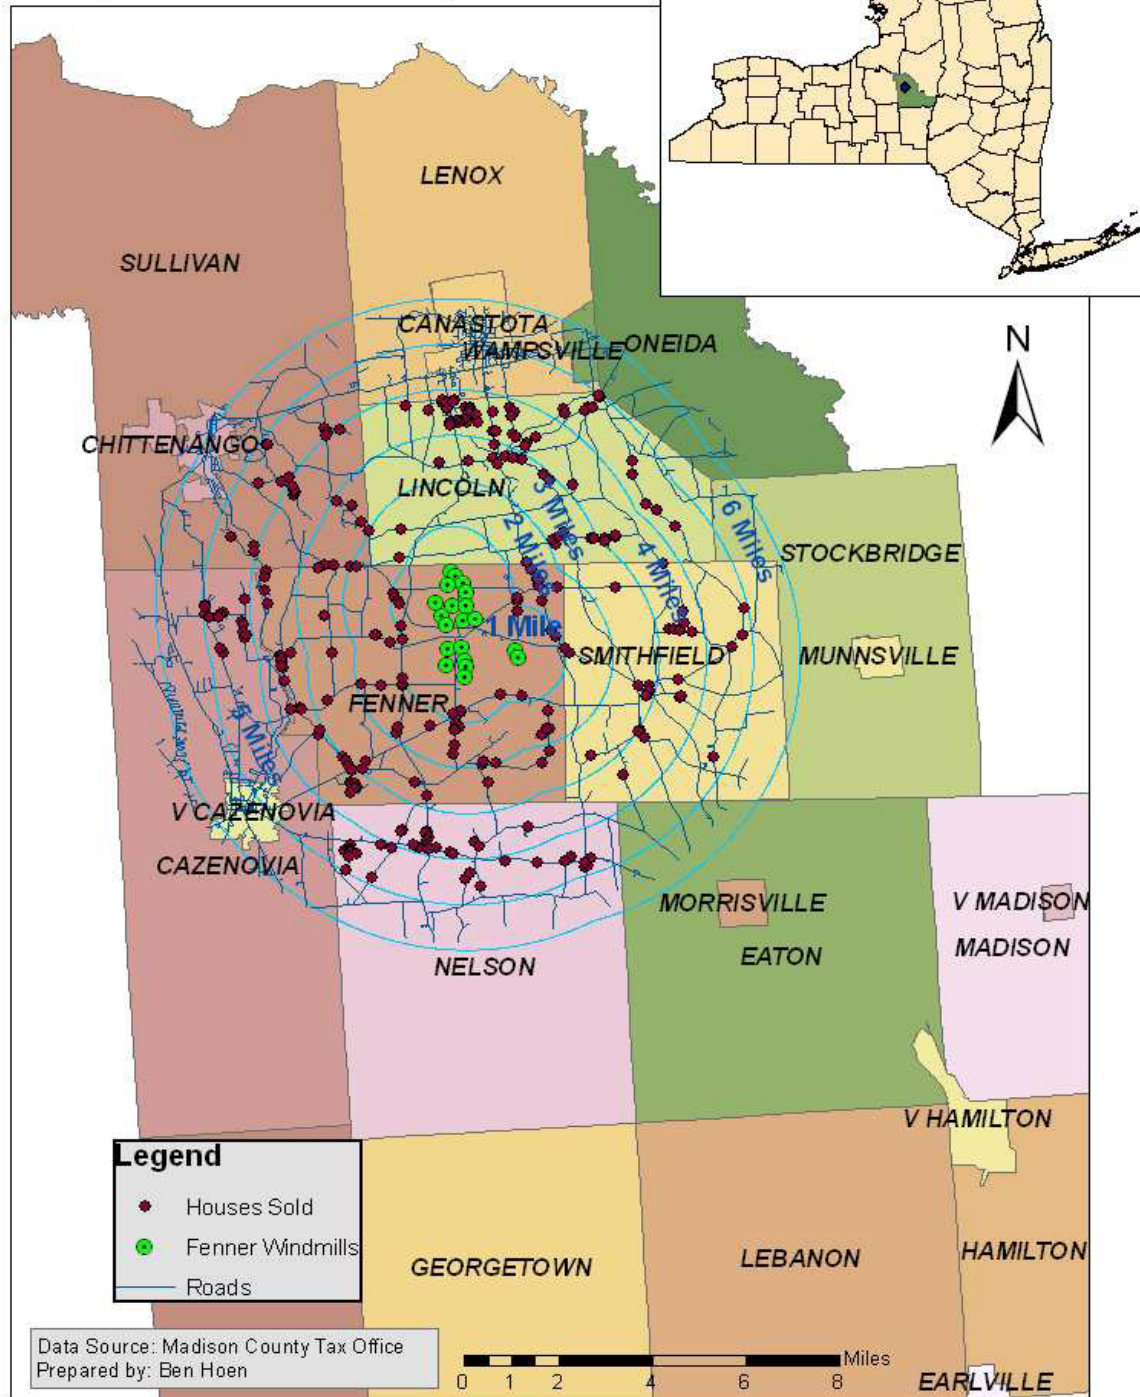 LENOX
SULLIVAN
CANASTOTA
WAMPSVILLE
ONEIDA
N
CHITTENANGO
LINCOLN
3 Miles
2 Miles
6 Miles
4 Miles
STOCKBRIDGE
1 Mile
SMITHFIELD
MUNNSVILLE
FENNER
5 Miles
V CAZENOVIA
CAZENOVIA
MORRISVILLE
V MADISON
EATON
MADISON
NELSON
V HAMILTON
Legend
Houses Sold
Fenner Windmills
Roads
GEORGETOWN
LEBANON
HAMILTON
Data Source: Madison County Tax Office
Prepared by: Ben Hoen
Miles
0 1 2 4 6 8
EARLVILLE